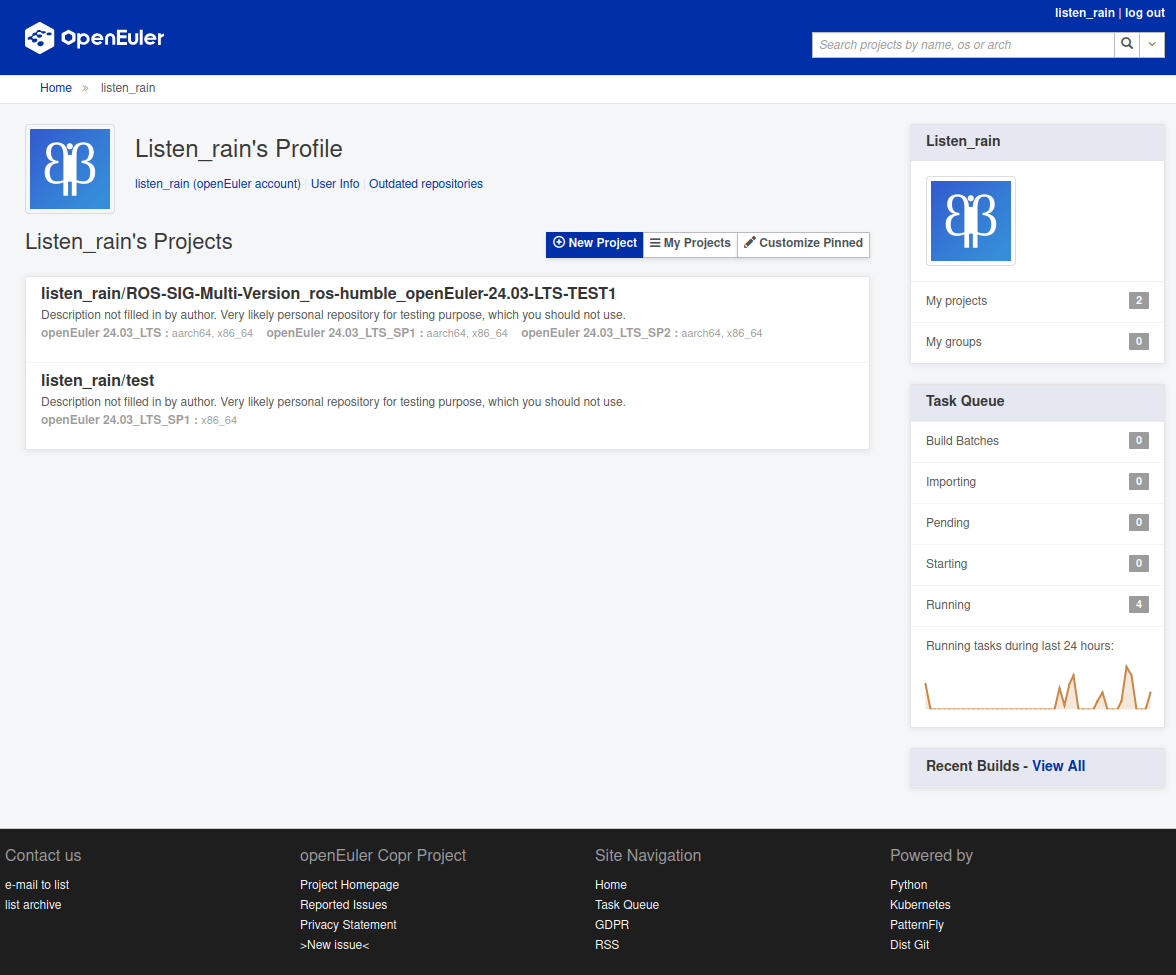 listen_rain | log out
openEuler
Search projects by name, os or arch
Home » listen_rain
Listen_rain's Profile
listen_rain (openEuler account) | User Info | Outdated repositories
Listen_rain's Projects
New Project My Projects Customize Pinned
listen_rain/ROS-SIG-Multi-Version_ros-humble_openEuler-24.03-LTS-TEST1
Description not filled in by author. Very likely personal repository for testing purpose, which you should not use.
openEuler 24.03_LTS : aarch64, x86_64 openEuler 24.03_LTS_SP1 : aarch64, x86_64 openEuler 24.03_LTS_SP2 : aarch64, x86_64
listen_rain/test
Description not filled in by author. Very likely personal repository for testing purpose, which you should not use.
openEuler 24.03_LTS_SP1 : x86_64
Listen_rain
My projects 2
My groups 0
Task Queue
Build Batches 0
Importing 0
Pending 0
Starting 0
Running 4
Running tasks during last 24 hours:
Recent Builds - View All
Contact us
e-mail to list
list archive
openEuler Copr Project
Project Homepage
Reported Issues
Privacy Statement
>New issue<
Site Navigation
Home
Task Queue
GDPR
RSS
Powered by
Python
Kubernetes
PatternFly
Dist Git